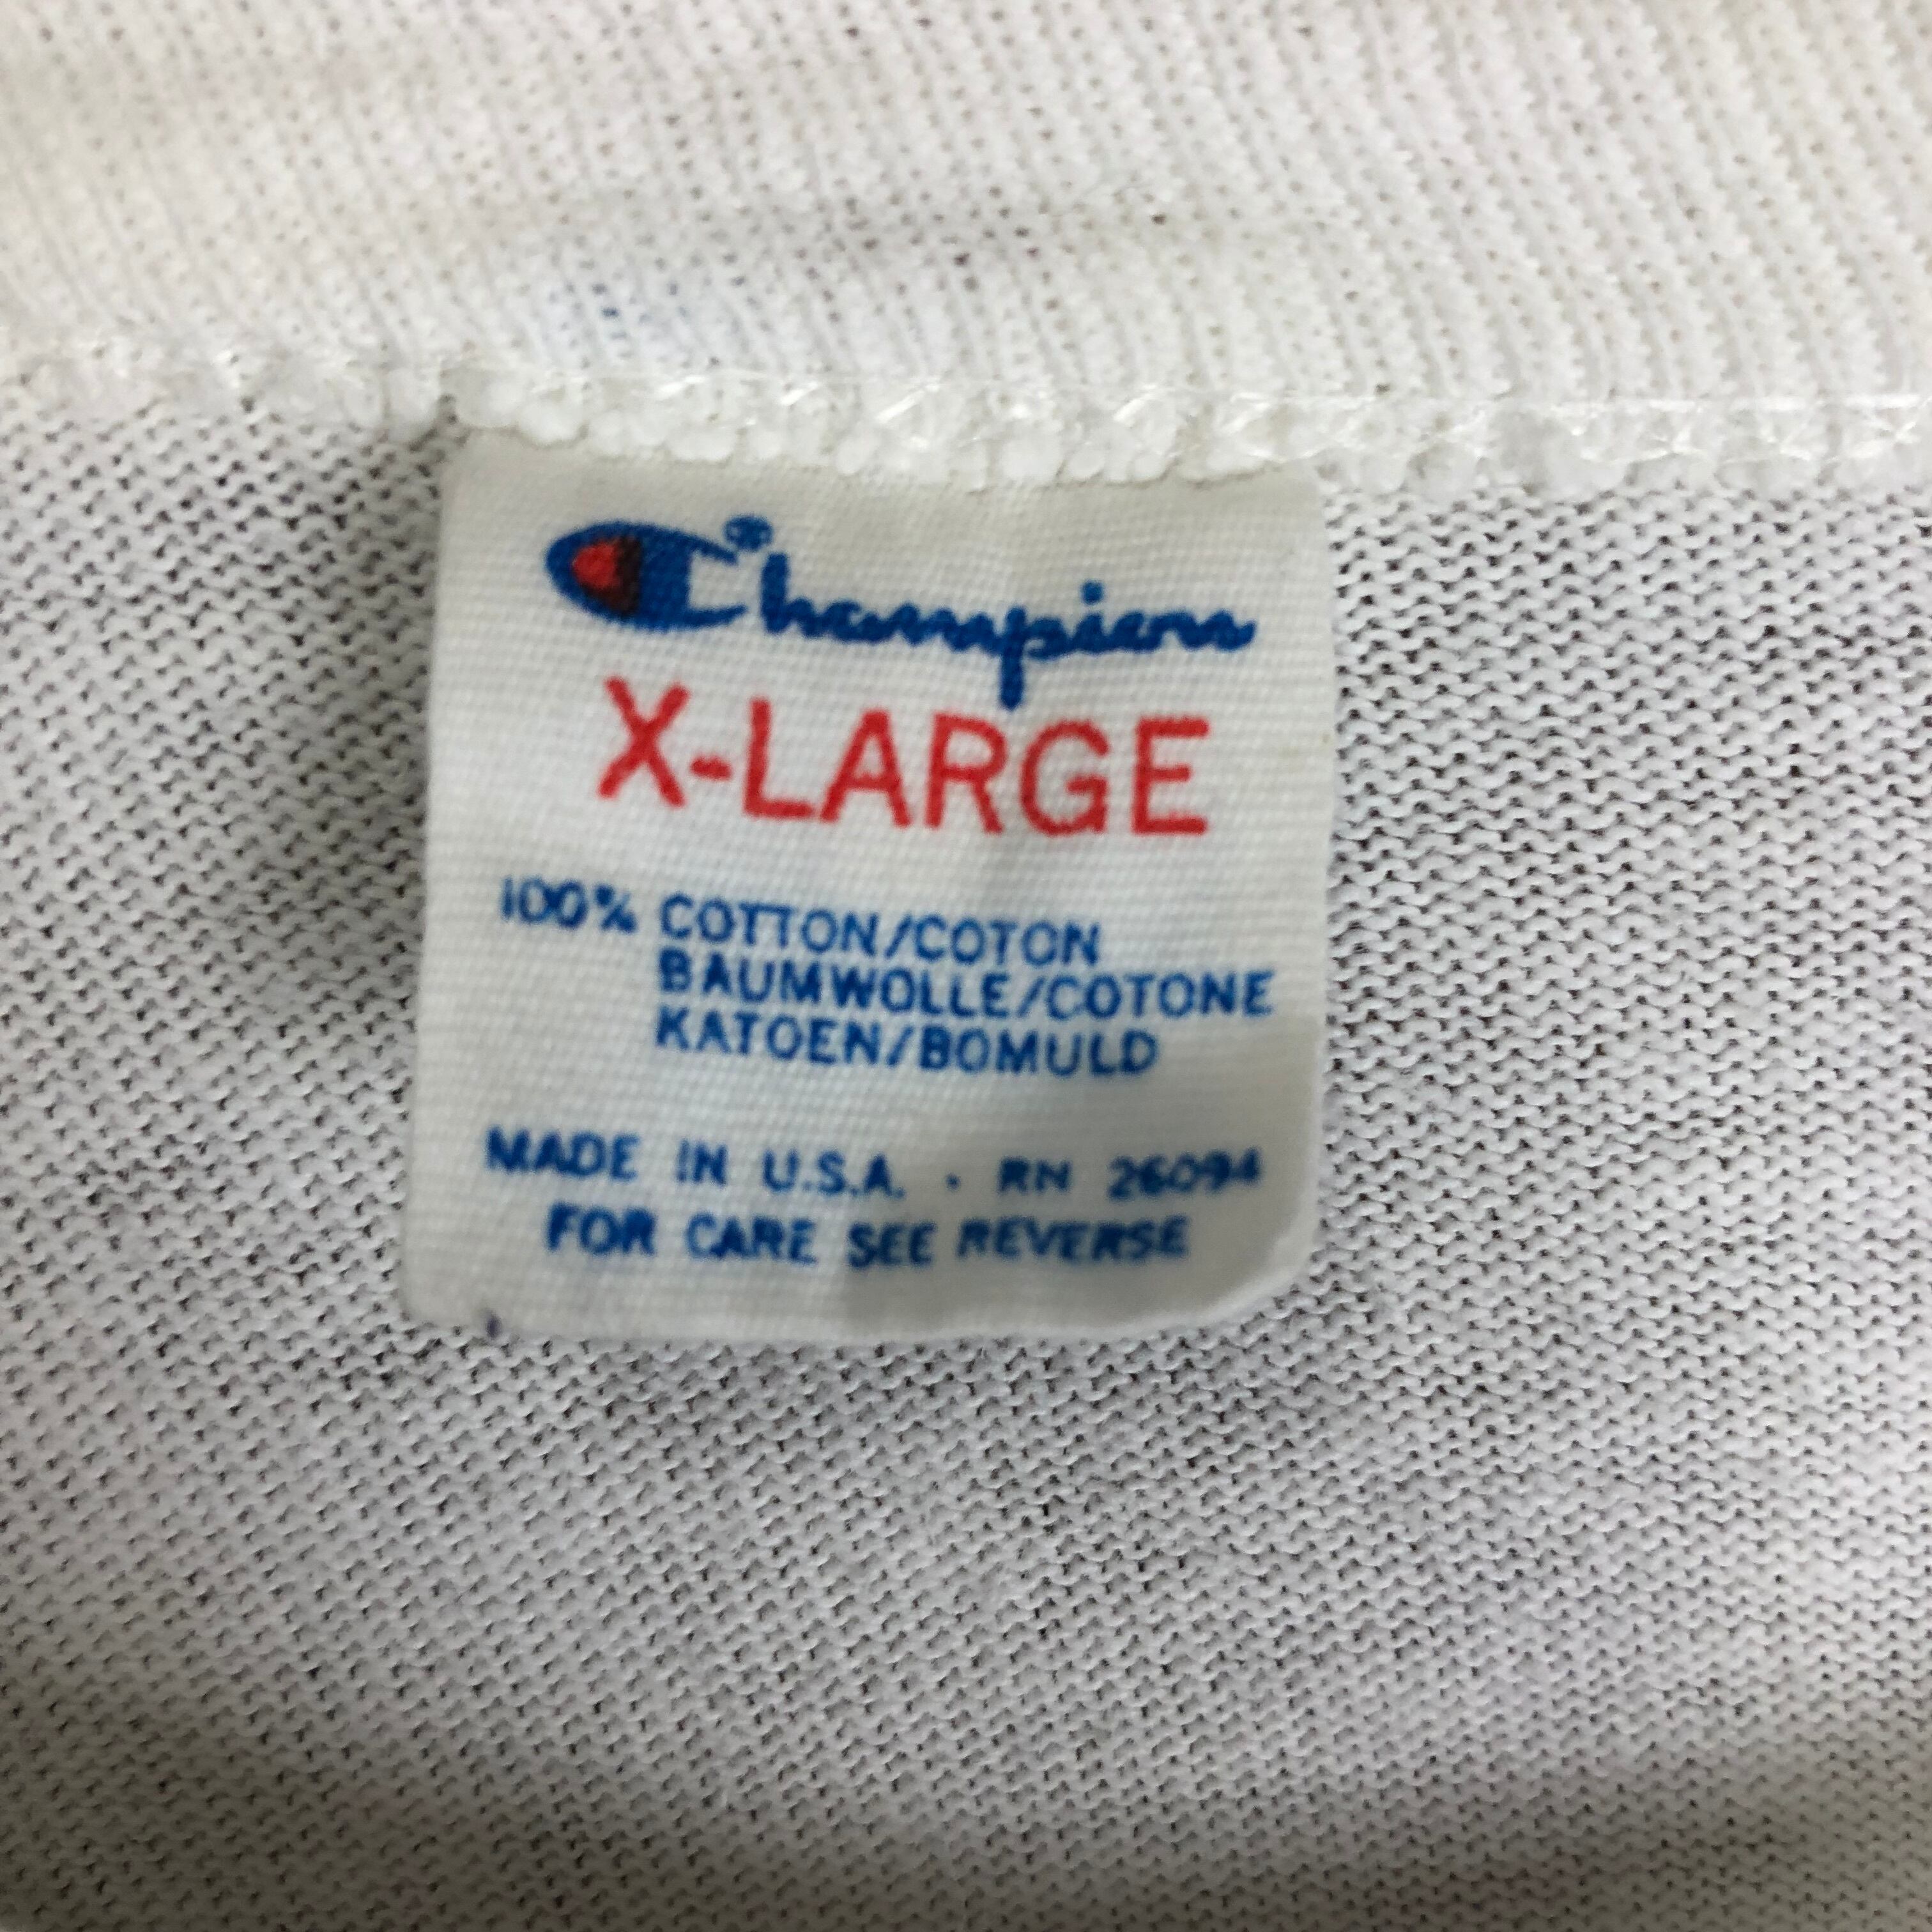 Champion®
X-LARGE
100% COTTON/COTON
BAUMWOLLE/COTONE
KATOEN/BOMULD
MADE IN U.S.A. · RN 26094
FOR CARE SEE REVERSE